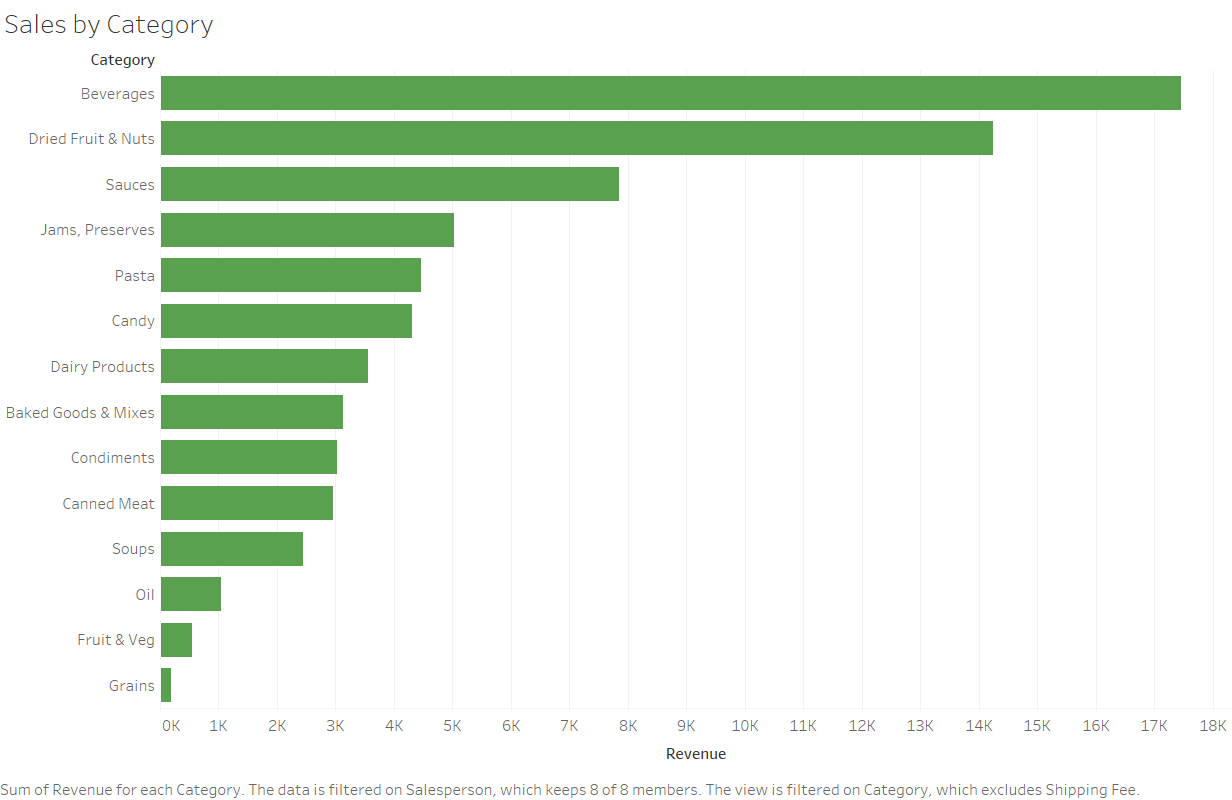 Sales by Category
Category
Beverages
Dried Fruit & Nuts
Sauces
Jams, Preserves
Pasta
Candy
Dairy Products
Baked Goods & Mixes
Condiments
Canned Meat
Soups
Oil
Fruit & Veg
Grains
0K 1K 2K 3K 4K 5K 6K 7K 8K 9K 10K 11K 12K 13K 14K 15K 16K 17K 18K
Revenue
Sum of Revenue for each Category. The data is filtered on Salesperson, which keeps 8 of 8 members. The view is filtered on Category, which excludes Shipping Fee.